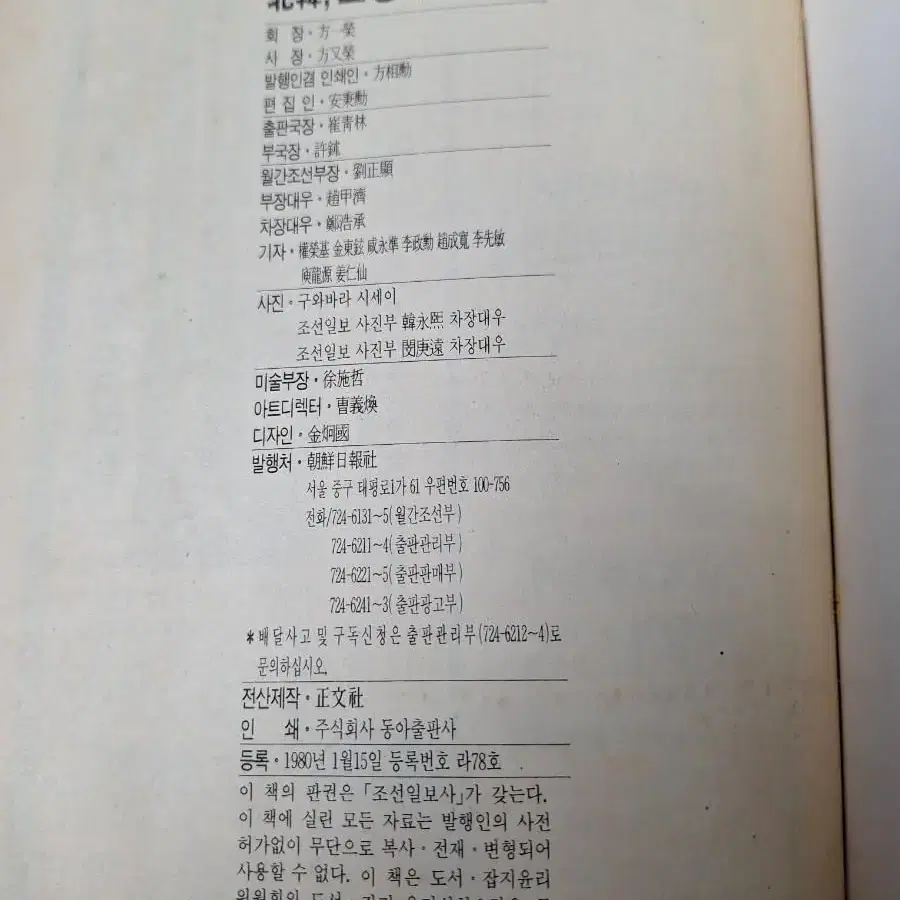 北韓,
회 장・方一榮
사 장・方又榮
발행인겸 인쇄인・方相勳
편 집 인・安秉勳
출판국장・崔靑林
부국장・許鉥
월간조선부장・劉正顯
부장대우・趙甲濟
차장대우・鄭浩承
기자・權榮基 金東鉉 咸永準 李政勳 趙成寬 李先敏
庾龍源 姜仁仙
사진・구와바라 시세이
조선일보 사진부 韓永熙 차장대우
조선일보 사진부 閔庚遠 차장대우
미술부장・徐施哲
아트디렉터・曺義煥
디자인・金炯國
발행처・朝鮮日報社
서울 중구 태평로1가 61 우편번호 100-756
전화/724-6131~5(월간조선부)
724-6211~4(출판관리부)
724-6221~5(출판판매부)
724-6241~3(출판광고부)
*배달사고 및 구독신청은 출판관리부(724-6212~4)로
문의하십시오.
전산제작・正文社
인 쇄・주식회사 동아출판사
등록・1980년 1월15일 등록번호 라78호
이 책의 판권은 「조선일보사」가 갖는다.
이 책에 실린 모든 자료는 발행인의 사전
허가없이 무단으로 복사・전재・변형되어
사용할 수 없다. 이 책은 도서・잡지윤리
위원회의 도서・잡지